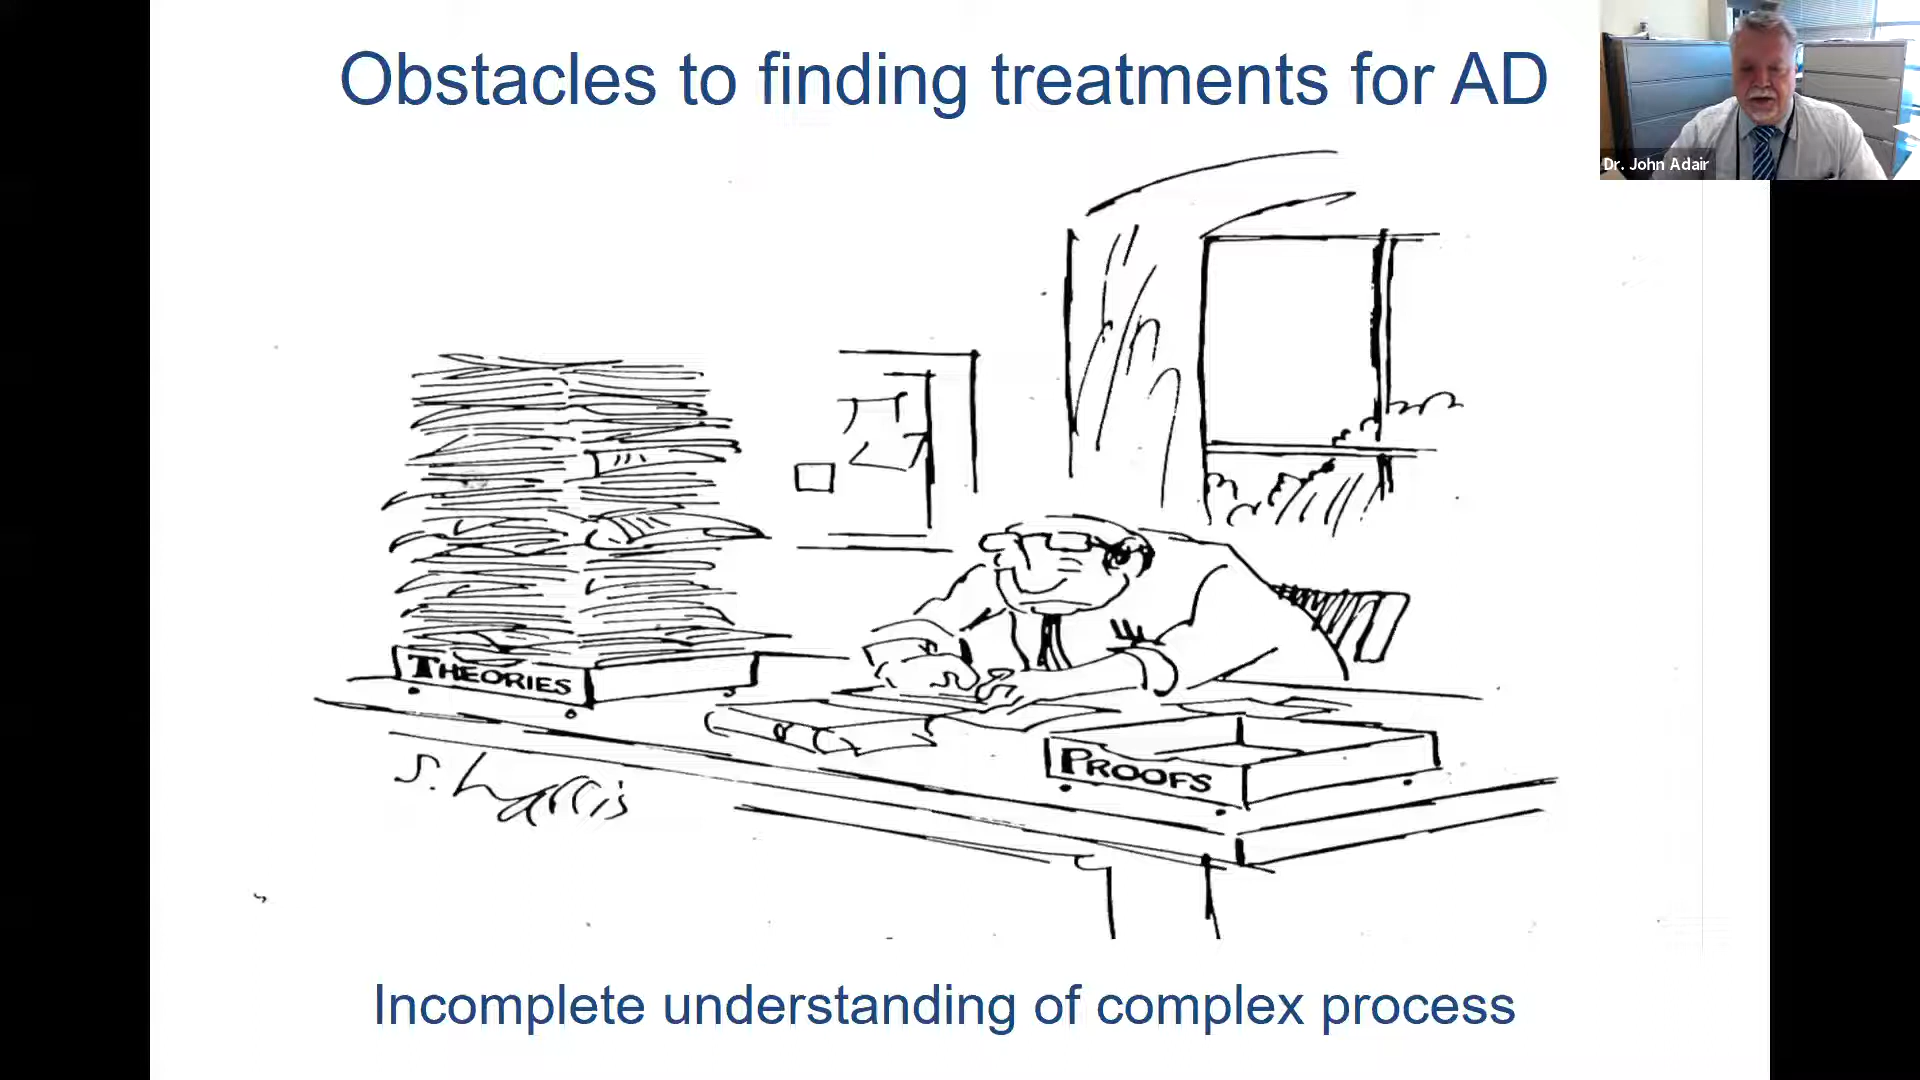 Obstacles to finding treatments for AD
Dr. John Adair
THEORIES
PROOFS
S. Harris
Incomplete understanding of complex process